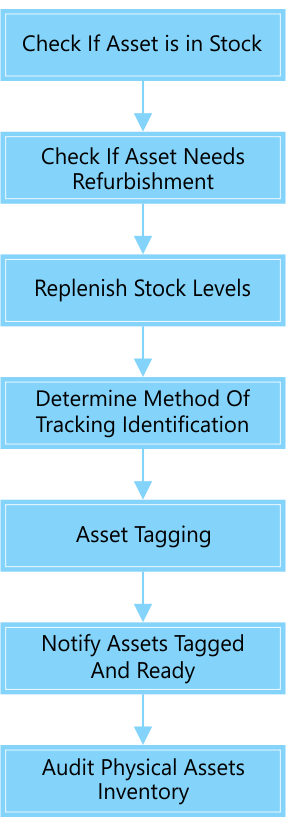 Check If Asset is in Stock
Check If Asset Needs
Refurbishment
Replenish Stock Levels
Determine Method Of
Tracking Identification
Asset Tagging
Notify Assets Tagged
And Ready
Audit Physical Assets
Inventory